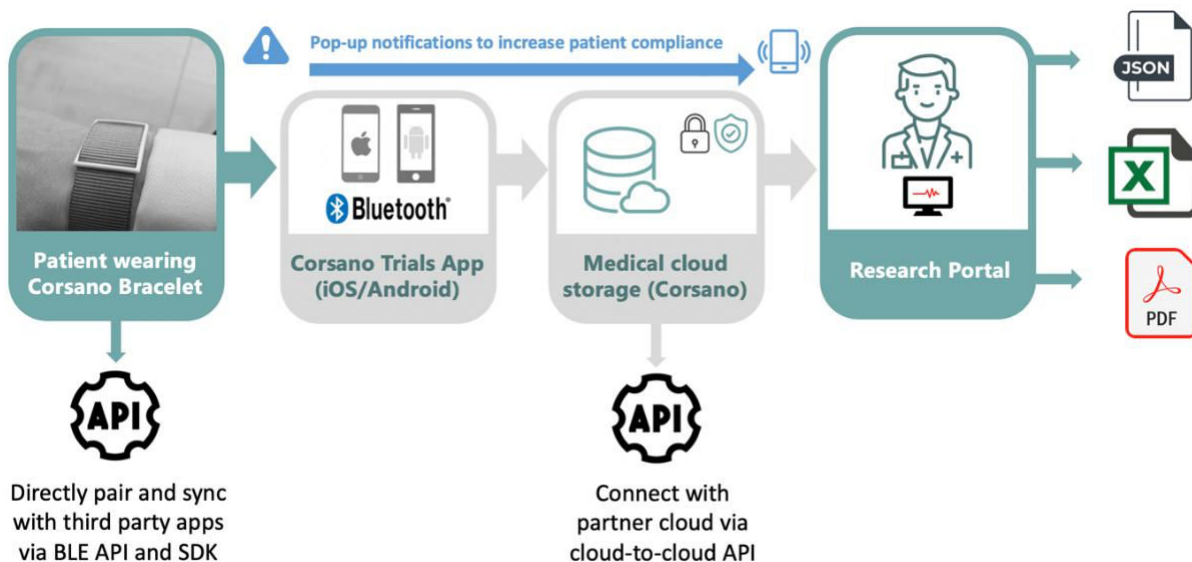 Pop-up notifications to increase patient compliance
JSON
X
PDF
Bluetooth®
Patient wearing
Corsano Bracelet
Corsano Trials App
(iOS/Android)
Medical cloud
storage (Corsano)
Research Portal
API
Directly pair and sync
with third party apps
via BLE API and SDK
API
Connect with
partner cloud via
cloud-to-cloud API